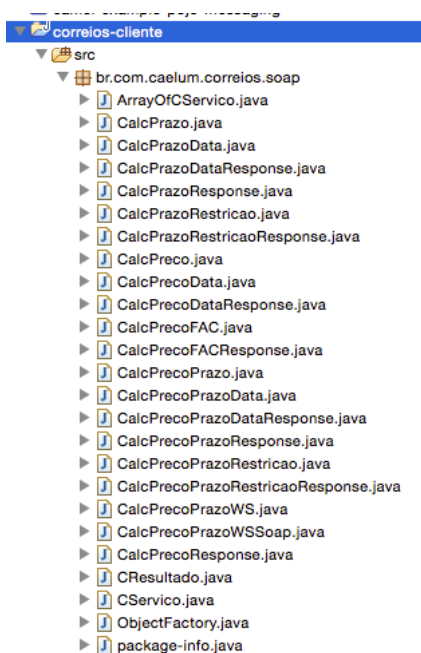 correios-cliente
src
br.com.caelum.correios.soap
ArrayOfCServico.java
CalcPrazo.java
CalcPrazoData.java
CalcPrazoDataResponse.java
CalcPrazoResponse.java
CalcPrazoRestricao.java
CalcPrazoRestricaoResponse.java
CalcPreco.java
CalcPrecoData.java
CalcPrecoDataResponse.java
CalcPrecoFAC.java
CalcPrecoFACResponse.java
CalcPrecoPrazo.java
CalcPrecoPrazoData.java
CalcPrecoPrazoDataResponse.java
CalcPrecoPrazoResponse.java
CalcPrecoPrazoRestricao.java
CalcPrecoPrazoRestricaoResponse.java
CalcPrecoPrazoWS.java
CalcPrecoPrazoWSSoap.java
CalcPrecoResponse.java
CResultado.java
CServico.java
ObjectFactory.java
package-info.java